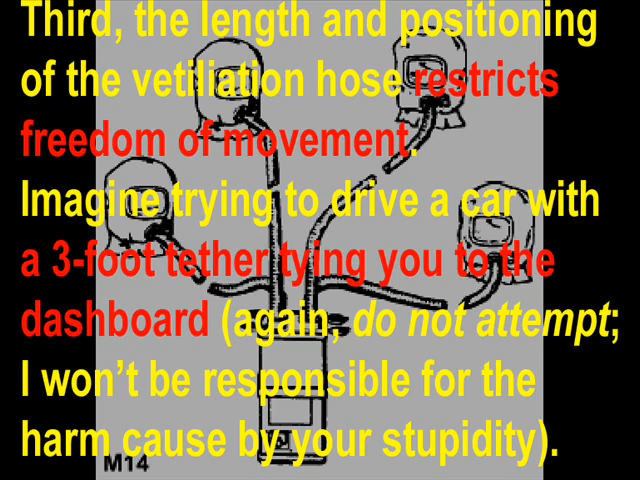 Third, the length and positioning
of the vetiliation hose restricts
freedom of movement.
Imagine trying to drive a car with
a 3-foot tether tying you to the
dashboard (again, do not attempt;
I won’t be responsible for the
harm cause by your stupidity).
M14